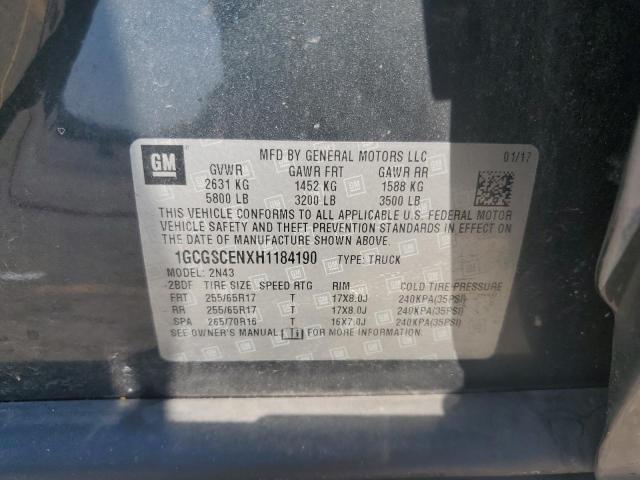 GM
MFD BY GENERAL MOTORS LLC 01/17
GVWR GAWR FRT GAWR RR
2631 KG 1452 KG 1588 KG
5800 LB 3200 LB 3500 LB
THIS VEHICLE CONFORMS TO ALL APPLICABLE U.S. FEDERAL MOTOR
VEHICLE SAFETY AND THEFT PREVENTION STANDARDS IN EFFECT ON
THE DATE OF MANUFACTURE SHOWN ABOVE.
1GCGSCENXH1184190 TYPE: TRUCK
MODEL: 2N43
2BDF TIRE SIZE SPEED RTG RIM COLD TIRE PRESSURE
FRT 255/65R17 T 17X8.0J 240KPA(35PSI)
RR 255/65R17 T 17X8.0J 240KPA(35PSI)
SPA 265/70R16 T 16X7.0J 240KPA(35PSI)
SEE OWNER'S MANUAL FOR MORE INFORMATION.